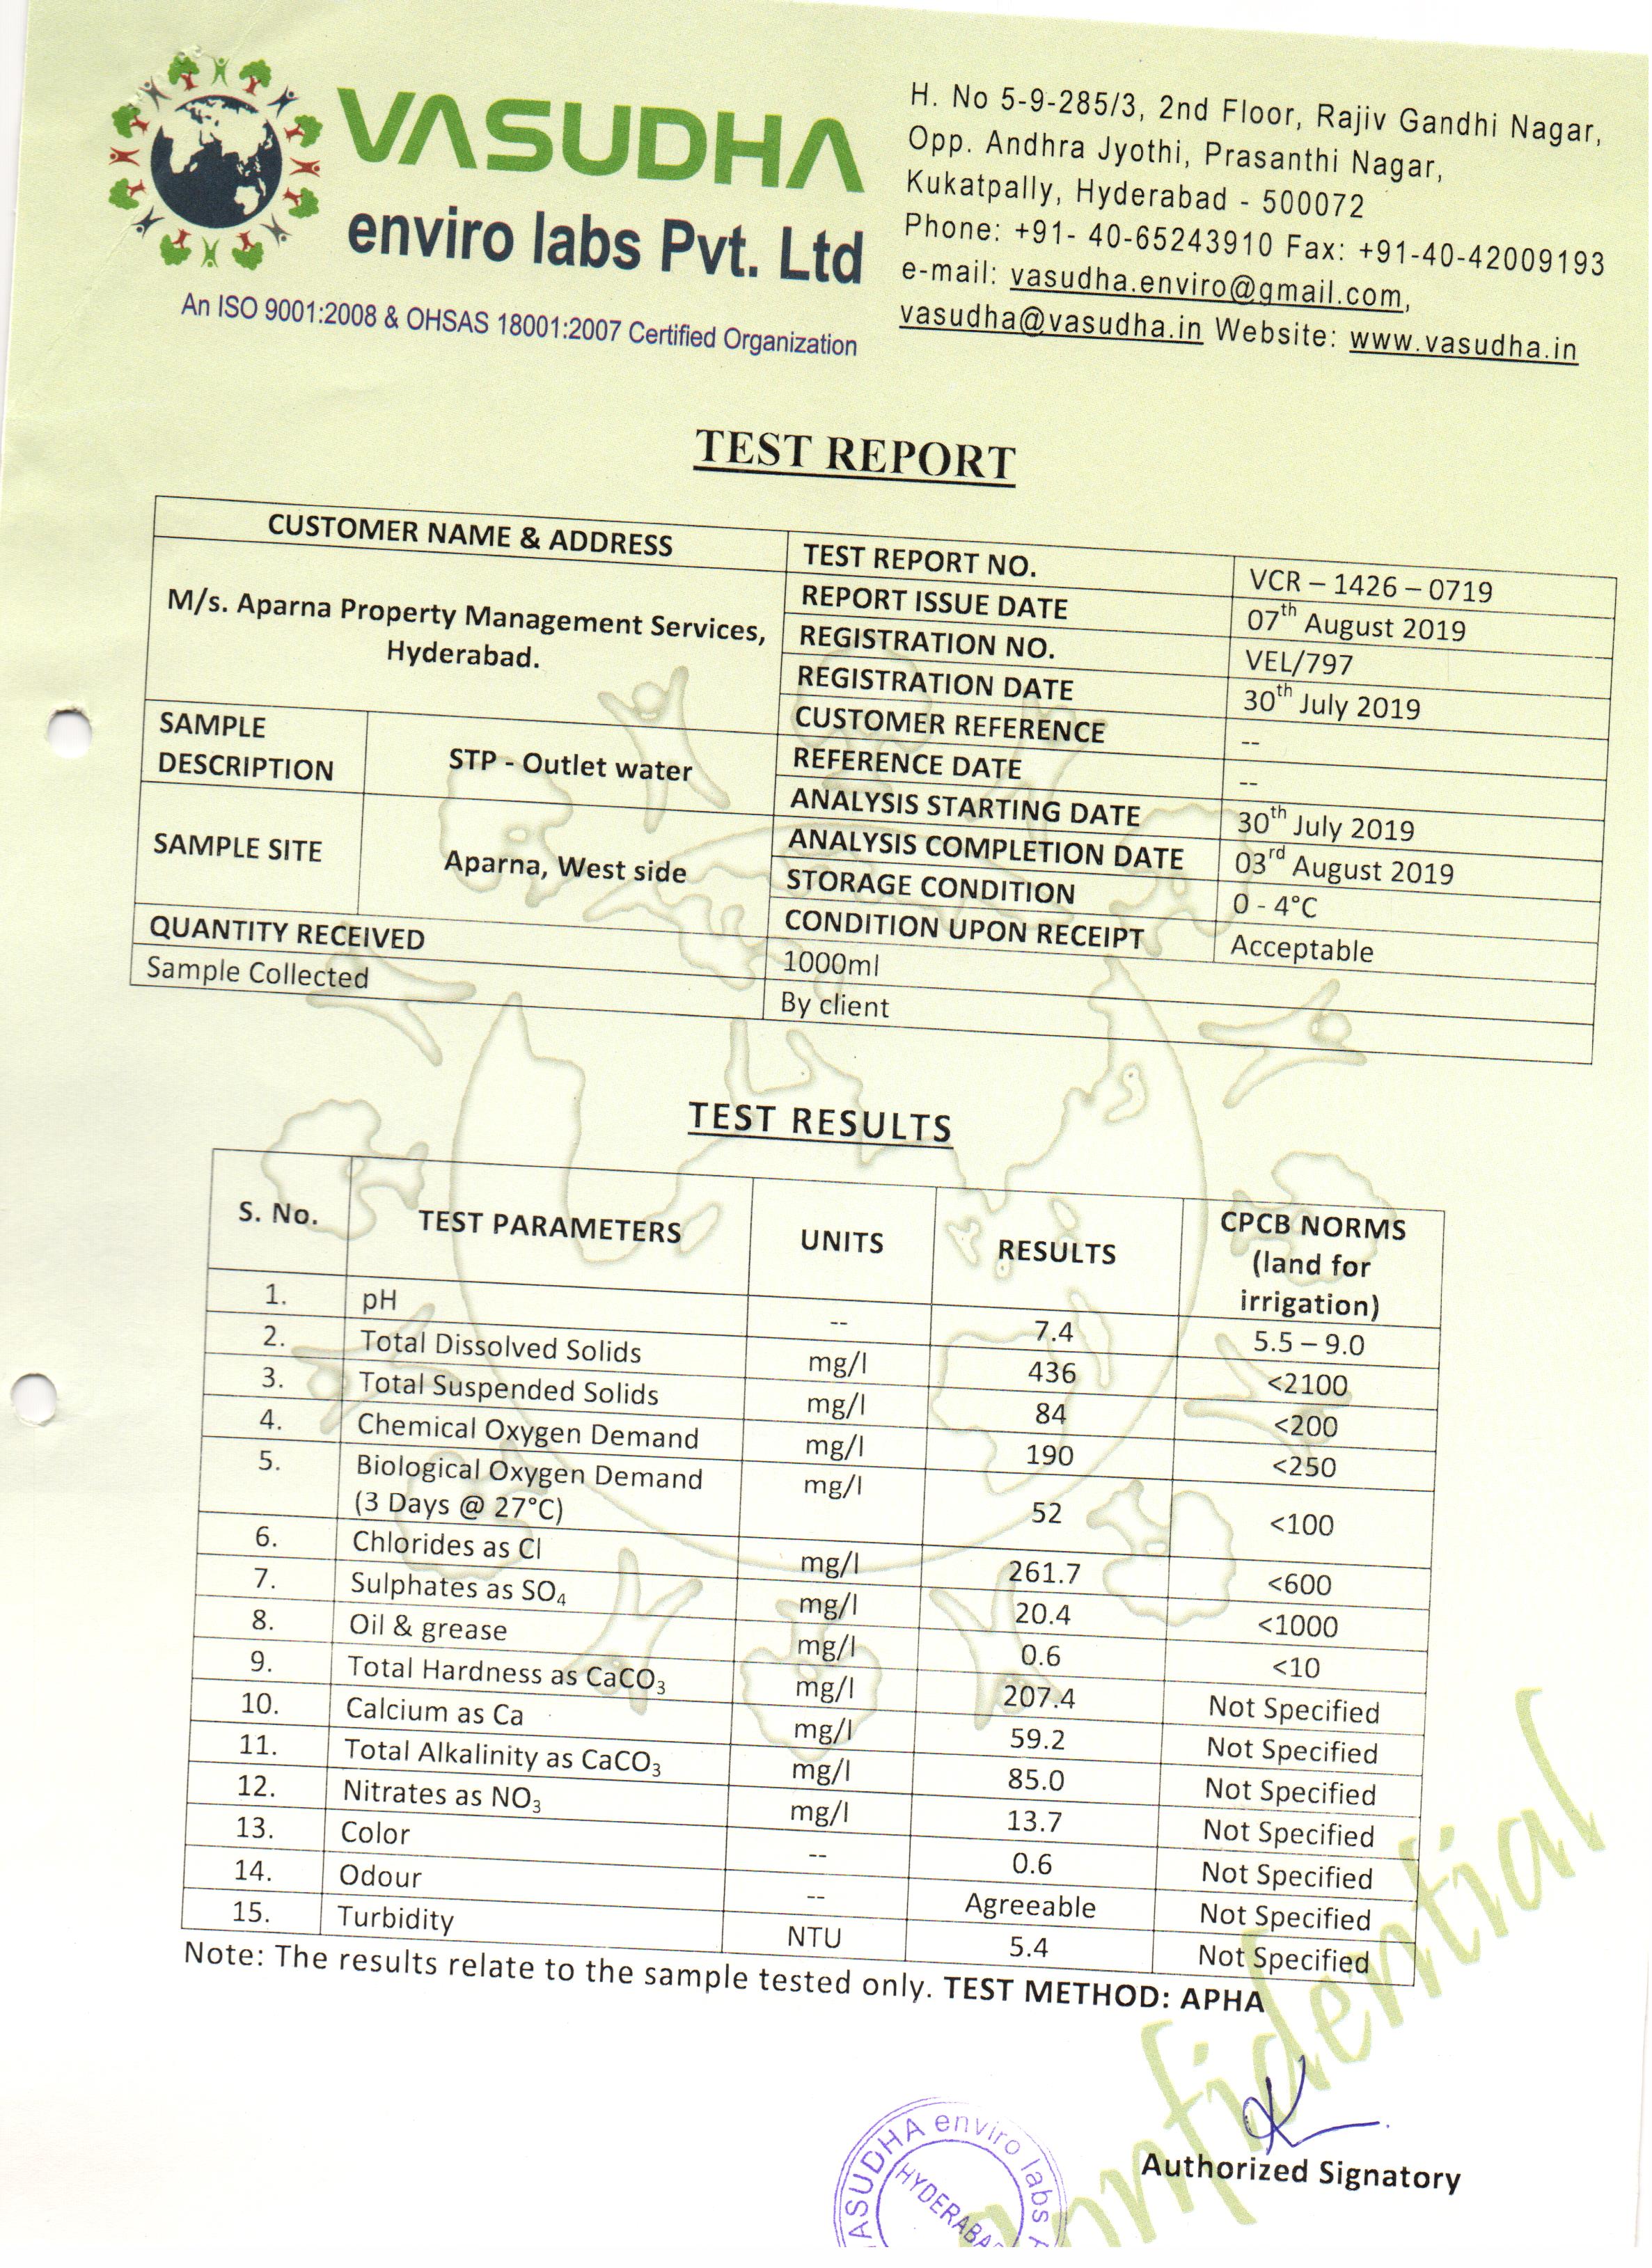 VASUDHA
enviro labs Pvt. Ltd
An ISO 9001:2008 & OHSAS 18001:2007 Certified Organization
H. No 5-9-285/3, 2nd Floor, Rajiv Gandhi Nagar,
Opp. Andhra Jyothi, Prasanthi Nagar,
Kukatpally, Hyderabad - 500072
Phone: +91- 40-65243910 Fax: +91-40-42009193
e-mail: vasudha.enviro@gmail.com,
vasudha@vasudha.in Website: www.vasudha.in
TEST REPORT
CUSTOMER NAME & ADDRESS
M/s. Aparna Property Management Services,
Hyderabad.
TEST REPORT NO. VCR – 1426 – 0719
REPORT ISSUE DATE 07th August 2019
REGISTRATION NO. VEL/797
REGISTRATION DATE 30th July 2019
CUSTOMER REFERENCE --
REFERENCE DATE --
SAMPLE
DESCRIPTION
STP - Outlet water
ANALYSIS STARTING DATE 30th July 2019
ANALYSIS COMPLETION DATE 03rd August 2019
SAMPLE SITE Aparna, West side
STORAGE CONDITION 0 - 4°C
CONDITION UPON RECEIPT Acceptable
QUANTITY RECEIVED 1000ml
Sample Collected By client
TEST RESULTS
S. No. TEST PARAMETERS UNITS RESULTS CPCB NORMS
(land for
irrigation)
1. pH -- 7.4 5.5 – 9.0
2. Total Dissolved Solids mg/l 436 <2100
3. Total Suspended Solids mg/l 84 <200
4. Chemical Oxygen Demand mg/l 190 <250
5. Biological Oxygen Demand mg/l
(3 Days @ 27°C) 52 <100
6. Chlorides as Cl mg/l 261.7 <600
7. Sulphates as SO4 mg/l 20.4 <1000
8. Oil & grease mg/l 0.6 <10
9. Total Hardness as CaCO3 mg/l 207.4 Not Specified
10. Calcium as Ca mg/l 59.2 Not Specified
11. Total Alkalinity as CaCO3 mg/l 85.0 Not Specified
12. Nitrates as NO3 mg/l 13.7 Not Specified
13. Color -- 0.6 Not Specified
14. Odour -- Agreeable Not Specified
15. Turbidity NTU 5.4 Not Specified
Note: The results relate to the sample tested only. TEST METHOD: APHA
Authorized Signatory
VASUDHA enviro labs
HYDERABAD
Confidential